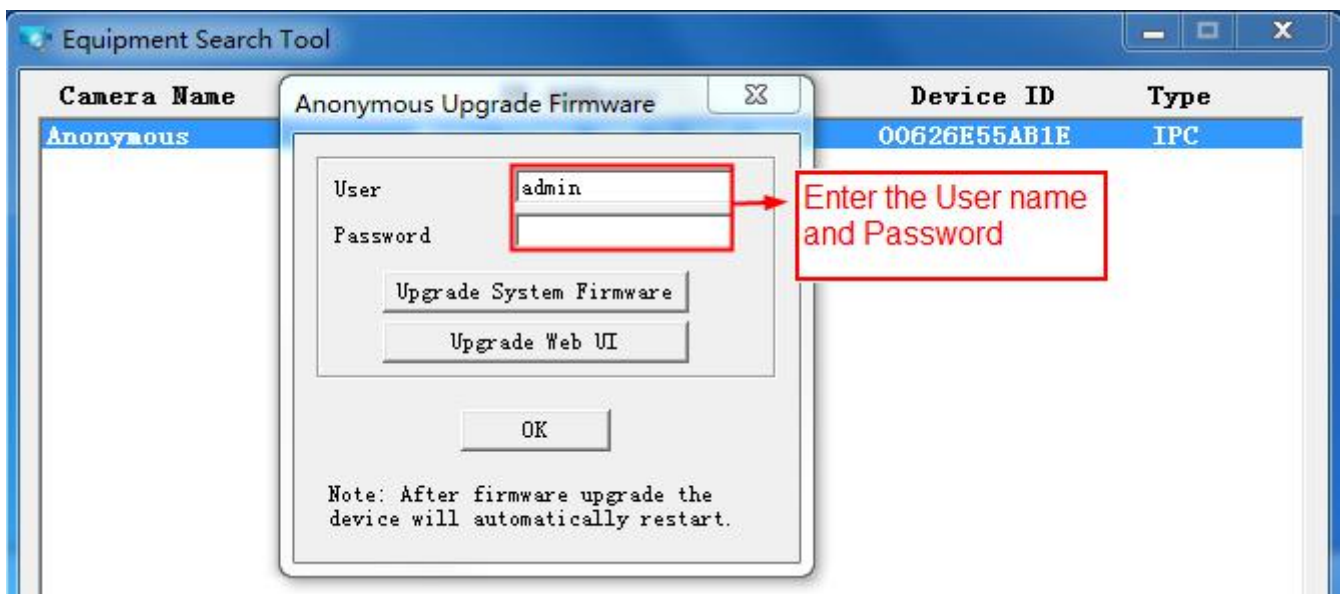 Equipment Search Tool
Camera Name
Device ID
Type
Anonymous
00626E55AB1E
IPC
Anonymous Upgrade Firmware
User
admin
Password
Upgrade System Firmware
Upgrade Web UI
OK
Note: After firmware upgrade the
device will automatically restart.
Enter the User name
and Password